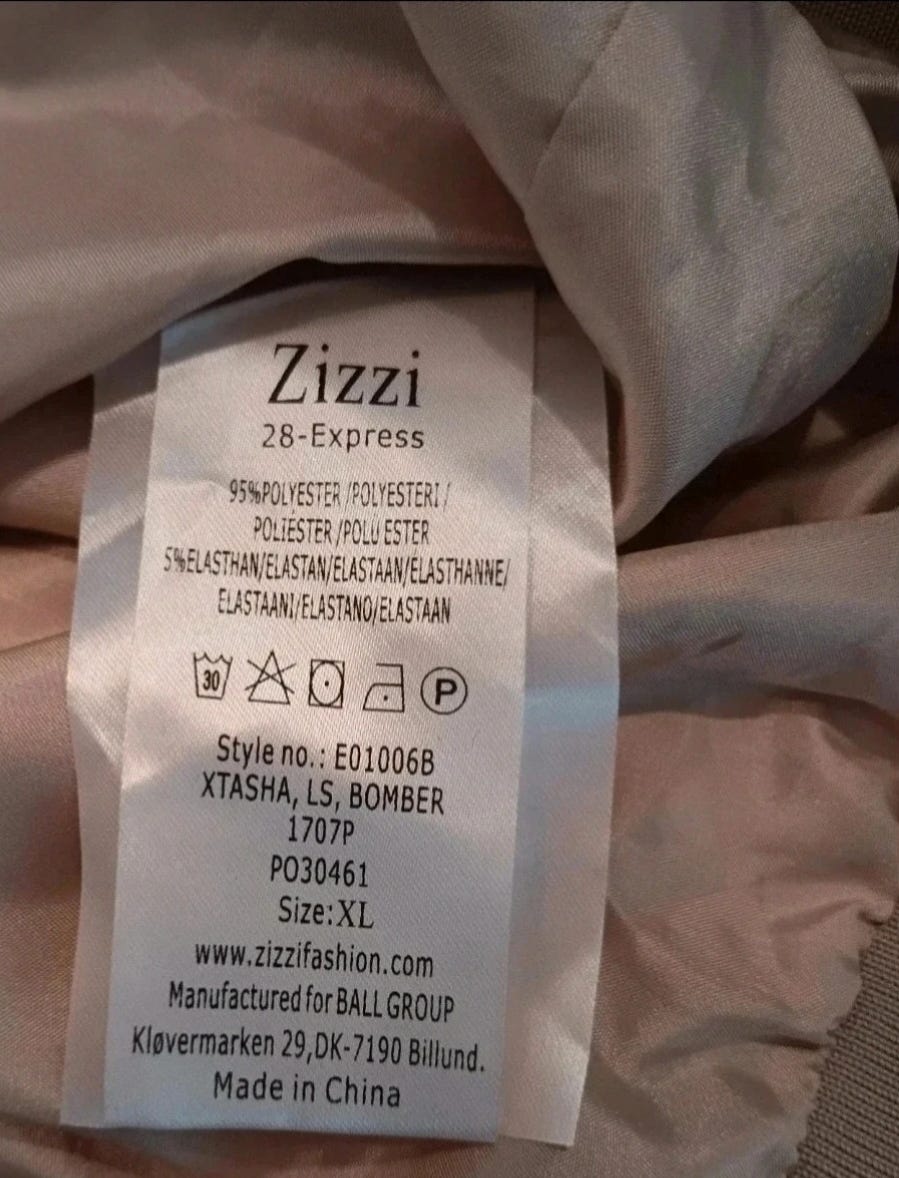 Zizzi
28-Express
95%POLYESTER /POLYESTERI /
POLIESTER /POLÜ ESTER
5%ELASTHAN/ELASTAN/ELASTAAN/ELASTHANNE/
ELASTAANI/ELASTANO/ELASTAAN
30 P
Style no.: E01006B
XTASHA, LS, BOMBER
1707P
PO30461
Size:XL
www.zizzifashion.com
Manufactured for BALL GROUP
Kløvermarken 29,DK-7190 Billund.
Made in China